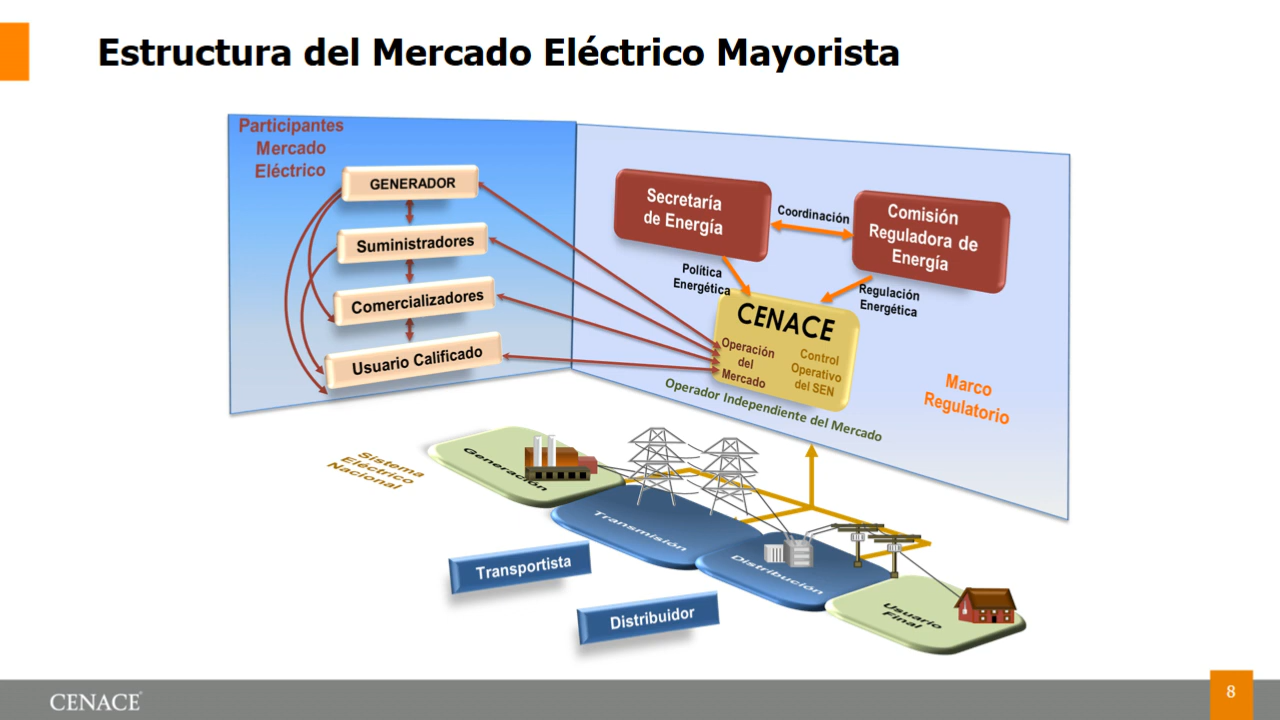 Estructura del Mercado Eléctrico Mayorista
Participantes
Mercado
Eléctrico
GENERADOR
Suministradores
Comercializadores
Usuario Calificado
Secretaría
de Energía
Coordinación
Comisión
Reguladora de
Energía
Política
Energética
Regulación
Energética
CENACE
Operación
del
Mercado
Control
Operativo
del SEN
Operador Independiente del Mercado
Marco
Regulatorio
Sistema
Eléctrico
Nacional
Generación
Transmisión
Distribución
Usuario
Final
Transportista
Distribuidor
CENACE®
8